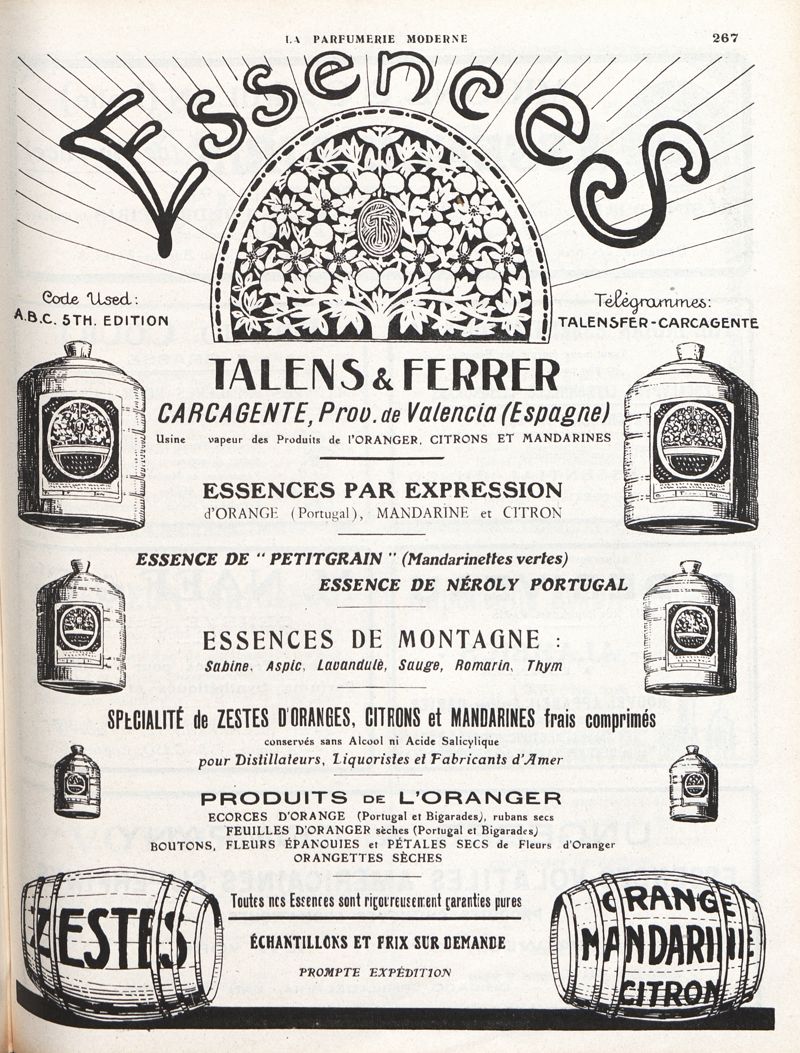 LA PARFUMERIE MODERNE
267
Essences
T
Code Used:
A.B.C. 5TH. EDITION
Télégrammes:
TALENSFER-CARCAGENTE
TALENS & FERRER
CARCAGENTE, Prov. de Valencia (Espagne)
Usine vapeur des Produits de l'ORANGER, CITRONS ET MANDARINES
ESSENCES PAR EXPRESSION
d'ORANGE (Portugal), MANDARINE et CITRON
ESSENCE DE " PETITGRAIN " (Mandarinettes vertes)
ESSENCE DE NÉROLY PORTUGAL
ESSENCES DE MONTAGNE :
Sabine, Aspic, Lavandulè, Sauge, Romarin, Thym
SPÉCIALITÉ de ZESTES D'ORANGES, CITRONS et MANDARINES frais comprimés
conservés sans Alcool ni Acide Salicylique
pour Distillateurs, Liquoristes et Fabricants d'Amer
PRODUITS DE L'ORANGER
ECORCES D'ORANGE (Portugal et Bigarades), rubans secs
FEUILLES D'ORANGER sèches (Portugal et Bigarades)
BOUTONS, FLEURS ÉPANOUIES et PÉTALES SECS de Fleurs d'Oranger
ORANGETTES SÈCHES
Toutes nos Essences sont rigoureusement garanties pures
ÉCHANTILLONS ET PRIX SUR DEMANDE
PROMPTE EXPÉDITION
ZESTES
ORANGE
MANDARINE
CITRON